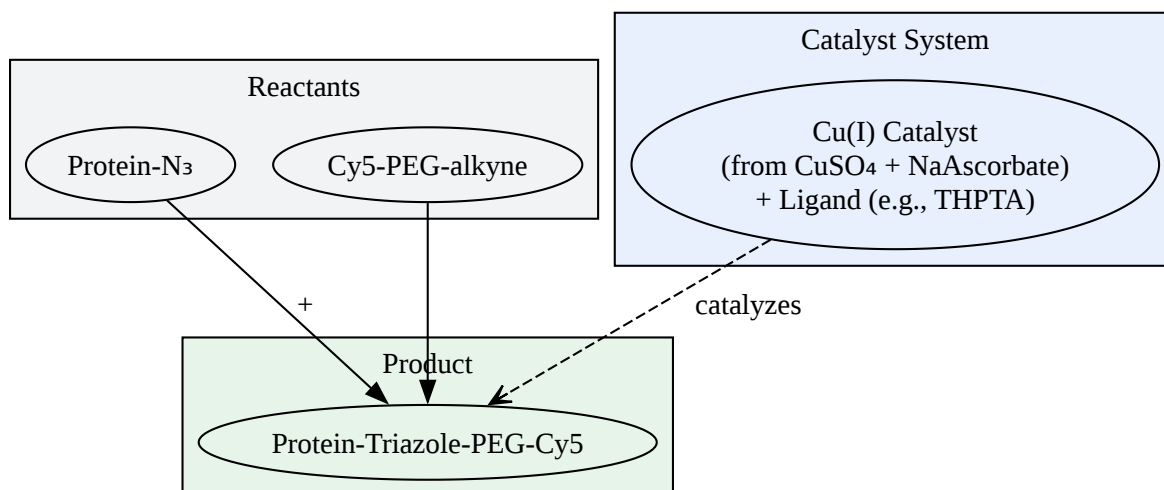 Catalyst System
Reactants
Cu(I) Catalyst
(from CuSO₄ + NaAscorbate)
+ Ligand (e.g., THPTA)
Protein-N₃
Cy5-PEG-alkyne
+
catalyzes
Product
Protein-Triazole-PEG-Cy5